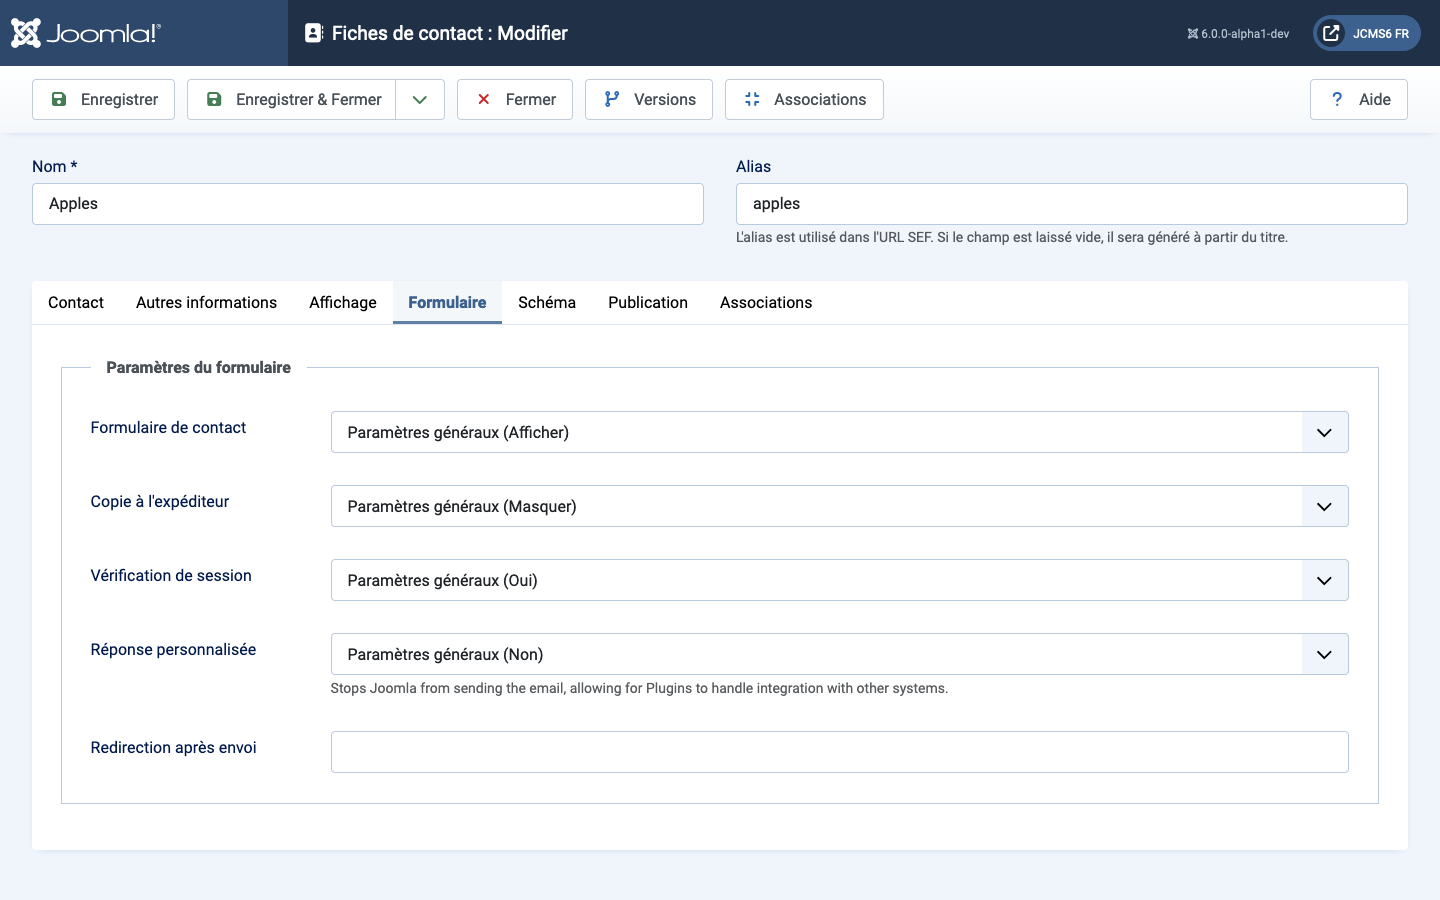 Joomla!®
Fiches de contact : Modifier
6.0.0-alpha1-dev
JCMS6 FR
Enregistrer
Enregistrer & Fermer
Fermer
Versions
Associations
? Aide
Nom *
Alias
Apples
apples
L'alias est utilisé dans l'URL SEF. Si le champ est laissé vide, il sera généré à partir du titre.
Contact
Autres informations
Affichage
Formulaire
Schéma
Publication
Associations
Paramètres du formulaire
Formulaire de contact
Paramètres généraux (Afficher)
Copie à l'expéditeur
Paramètres généraux (Masquer)
Vérification de session
Paramètres généraux (Oui)
Réponse personnalisée
Paramètres généraux (Non)
Stops Joomla from sending the email, allowing for Plugins to handle integration with other systems.
Redirection après envoi